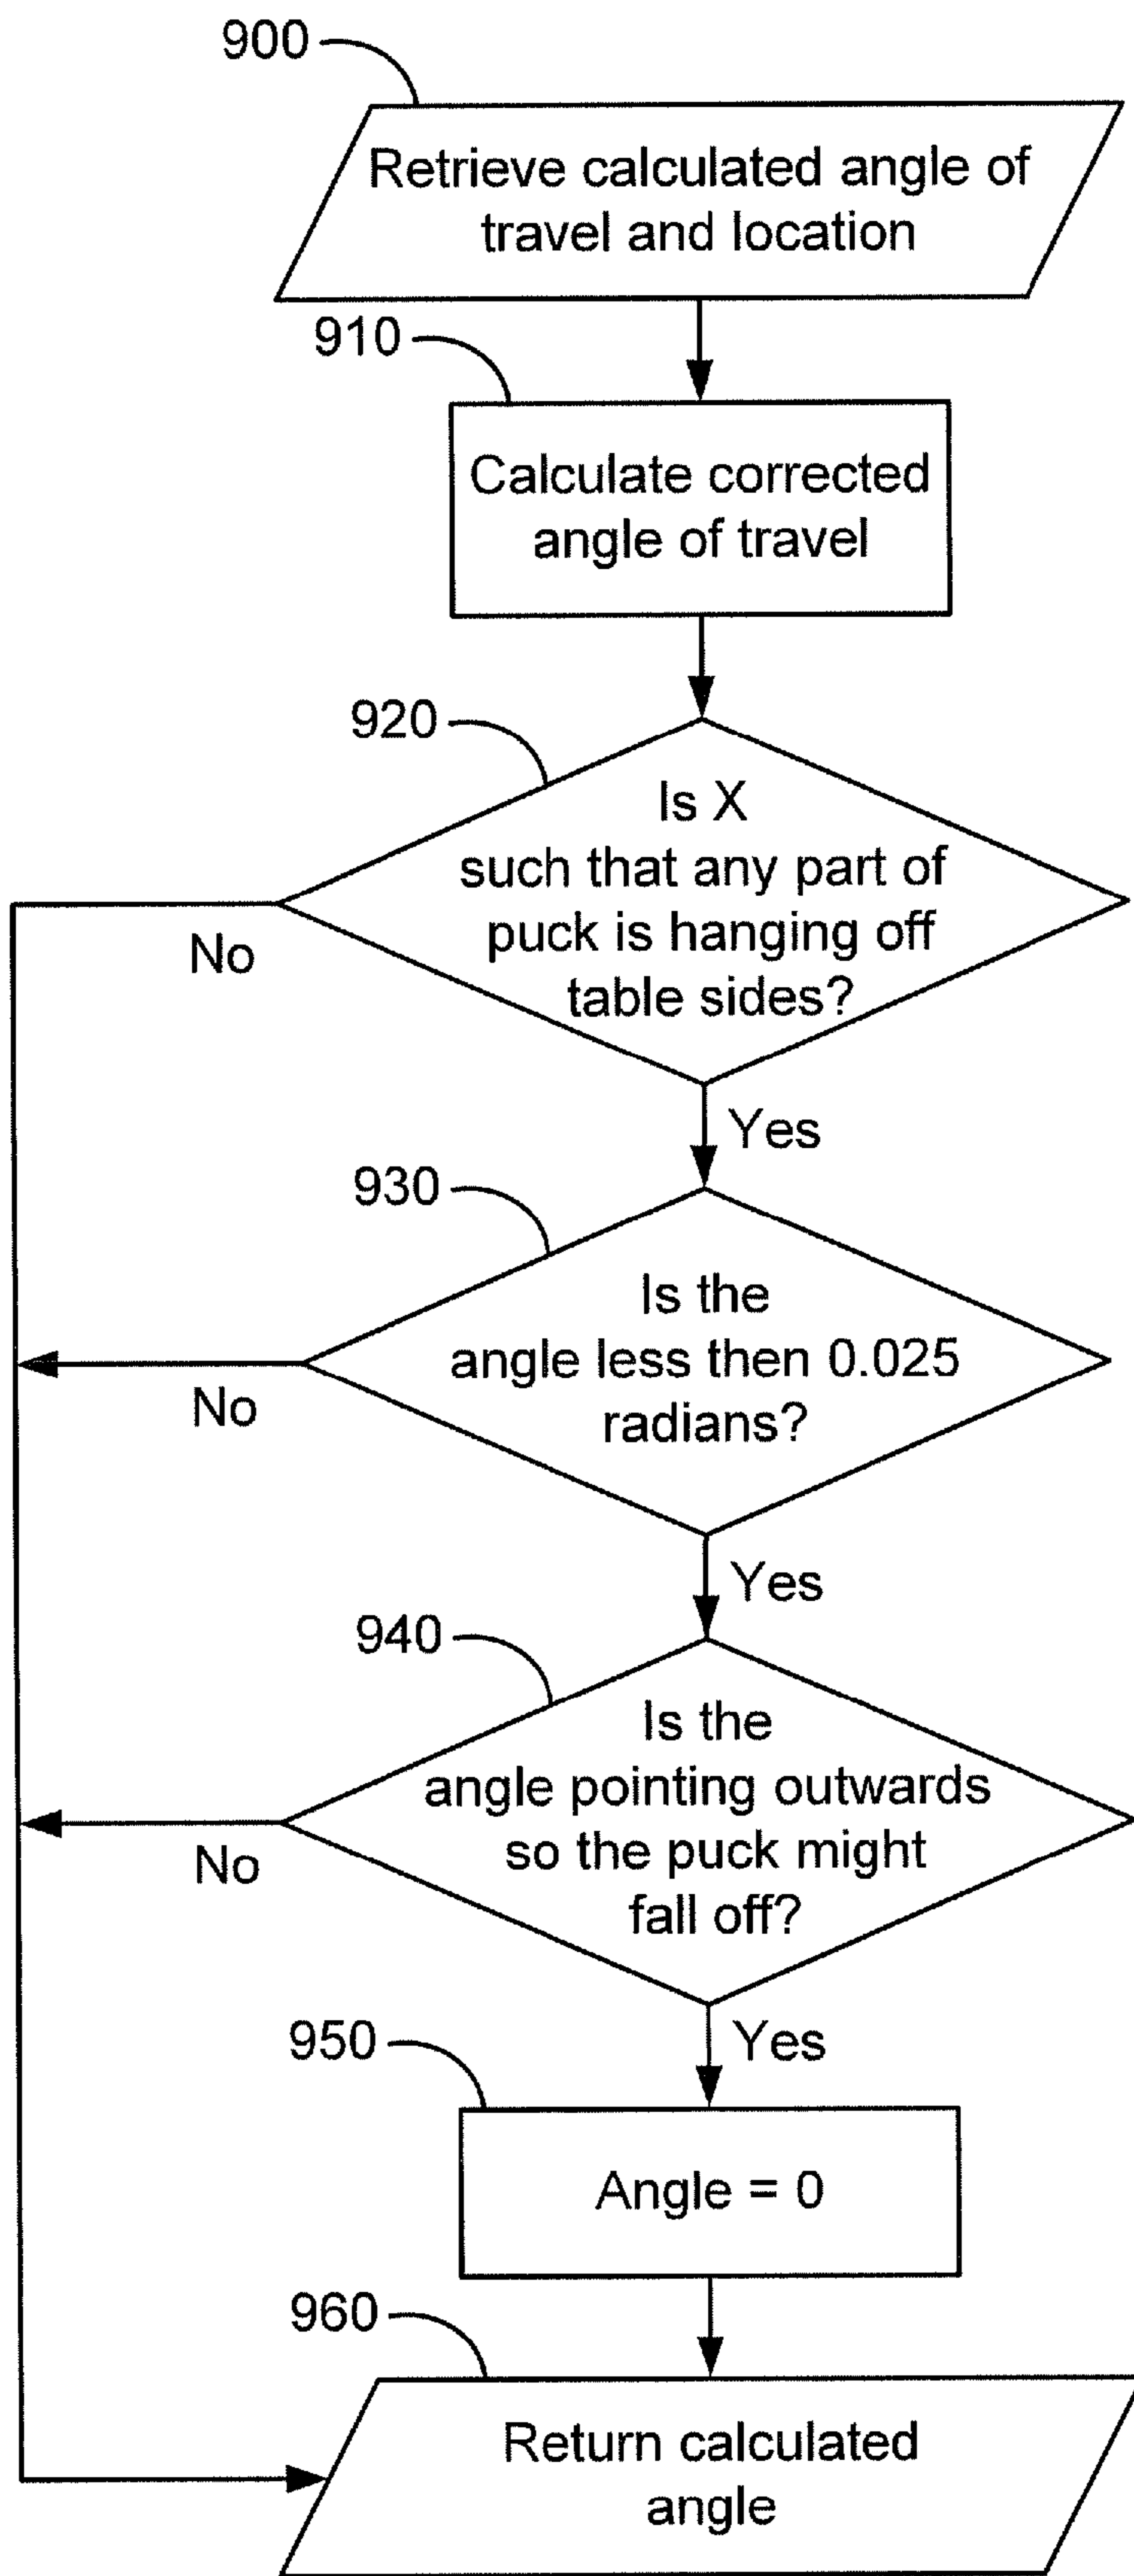 900
Retrieve calculated angle of
travel and location
910
Calculate corrected
angle of travel
920
Is X
such that any part of
puck is hanging off
table sides?
No
Yes
930
Is the
angle less then 0.025
radians?
No
Yes
940
Is the
angle pointing outwards
so the puck might
fall off?
No
Yes
950
Angle = 0
960
Return calculated
angle